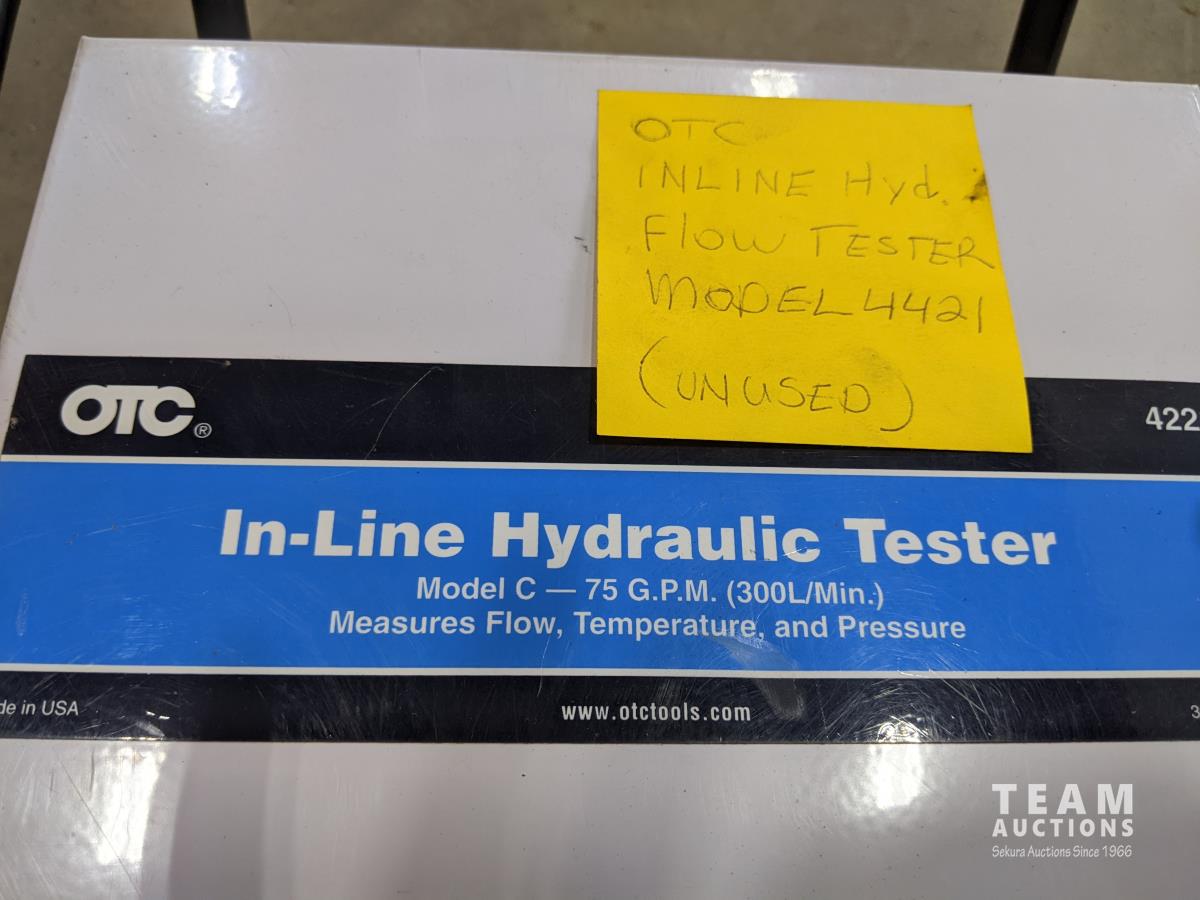 OTC
INLINE Hyd.
Flow TESTER
MODEL 4421
(UNUSED)
OTC®
422
In-Line Hydraulic Tester
Model C — 75 G.P.M. (300L/Min.)
Measures Flow, Temperature, and Pressure
de in USA
www.otctools.com
3
TEAM
AUCTIONS
Sekura Auctions Since 1966